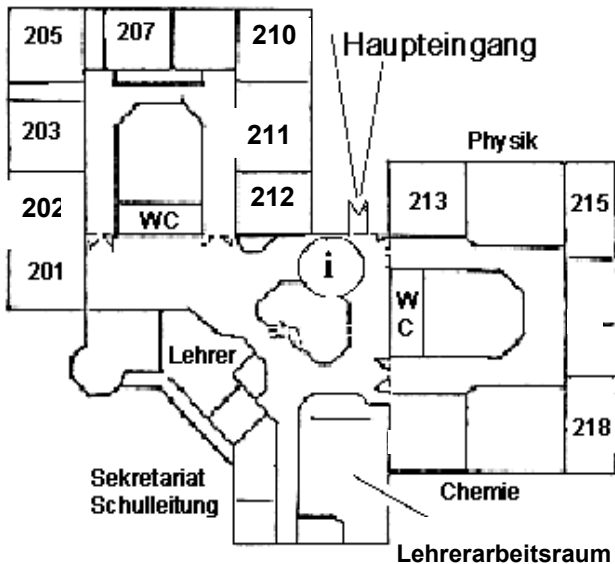 205
207
210
Haupteingang
203
211
Physik
202
WC
212
213
215
201
i
W
C
Lehrer
218
Sekretariat
Schulleitung
Chemie
Lehrerarbeitsraum